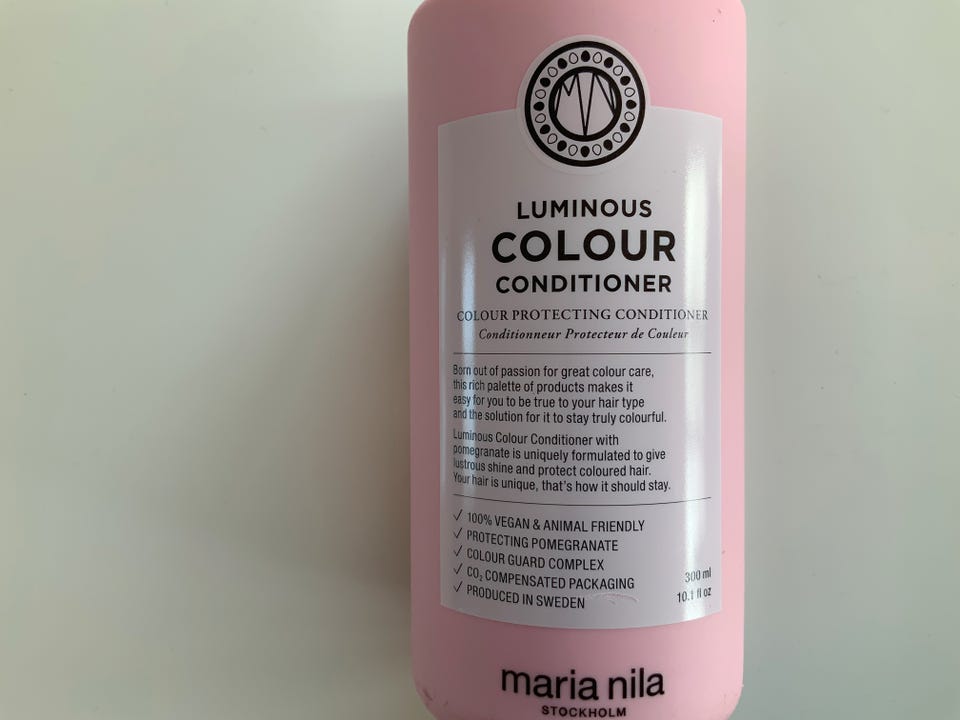 MN
LUMINOUS
COLOUR
CONDITIONER
COLOUR PROTECTING CONDITIONER
Conditionneur Protecteur de Couleur
Born out of passion for great colour care,
this rich palette of products makes it
easy for you to be true to your hair type
and the solution for it to stay truly colourful.
Luminous Colour Conditioner with
pomegranate is uniquely formulated to give
lustrous shine and protect coloured hair.
Your hair is unique, that's how it should stay.
✓ 100% VEGAN & ANIMAL FRIENDLY
✓ PROTECTING POMEGRANATE
✓ COLOUR GUARD COMPLEX
✓ CO₂ COMPENSATED PACKAGING
✓ PRODUCED IN SWEDEN
300 ml
10.1 fl oz
maria nila
STOCKHOLM